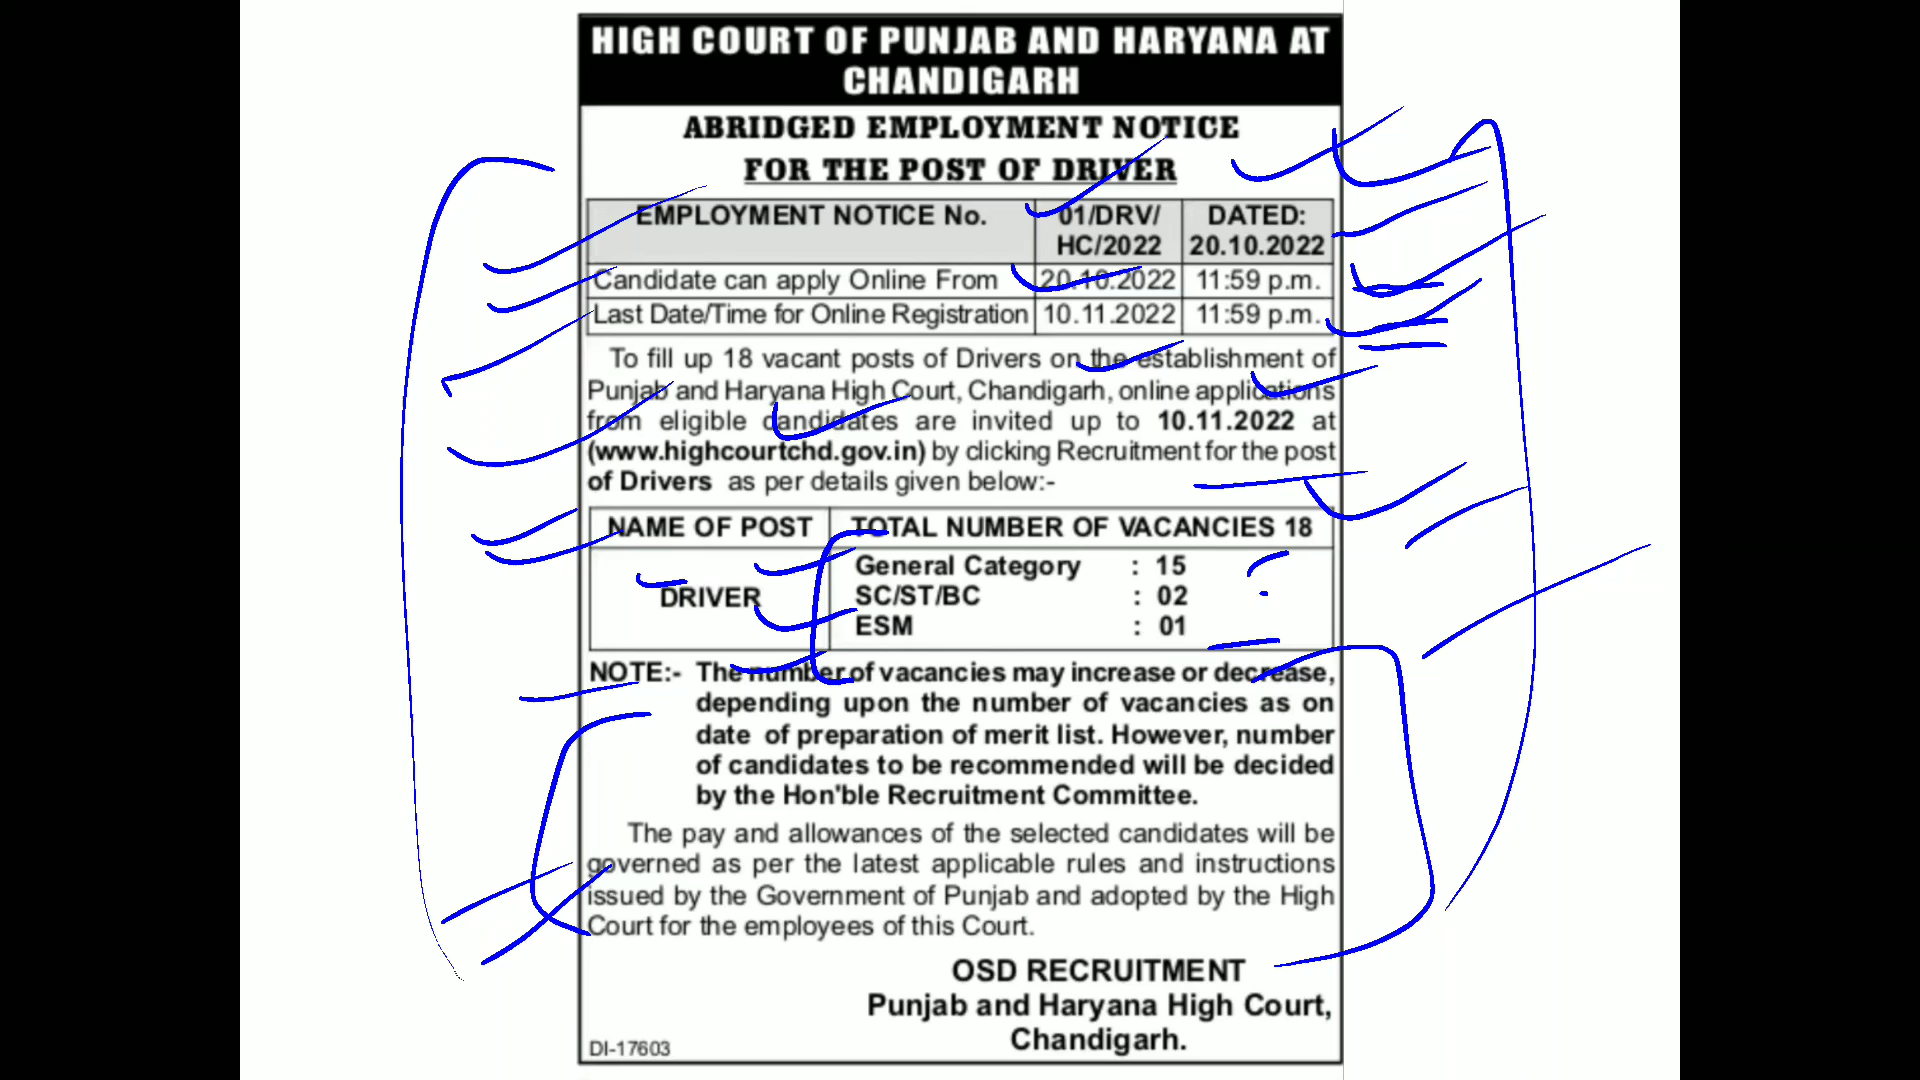 HIGH COURT OF PUNJAB AND HARYANA AT
CHANDIGARH
ABRIDGED EMPLOYMENT NOTICE
FOR THE POST OF DRIVER
EMPLOYMENT NOTICE No. 01/DRV/ DATED:
HC/2022 20.10.2022
Candidate can apply Online From 20.10.2022 11:59 p.m.
Last Date/Time for Online Registration 10.11.2022 11:59 p.m.
To fill up 18 vacant posts of Drivers on the establishment of
Punjab and Haryana High Court, Chandigarh, online applications
from eligible candidates are invited up to 10.11.2022 at
(www.highcourtchd.gov.in) by clicking Recruitment for the post
of Drivers as per details given below:-
NAME OF POST TOTAL NUMBER OF VACANCIES 18
General Category : 15
DRIVER SC/ST/BC : 02
ESM : 01
NOTE:- The number of vacancies may increase or decrease,
depending upon the number of vacancies as on
date of preparation of merit list. However, number
of candidates to be recommended will be decided
by the Hon'ble Recruitment Committee.
The pay and allowances of the selected candidates will be
governed as per the latest applicable rules and instructions
issued by the Government of Punjab and adopted by the High
Court for the employees of this Court.
OSD RECRUITMENT
Punjab and Haryana High Court,
Chandigarh.
DI-17603